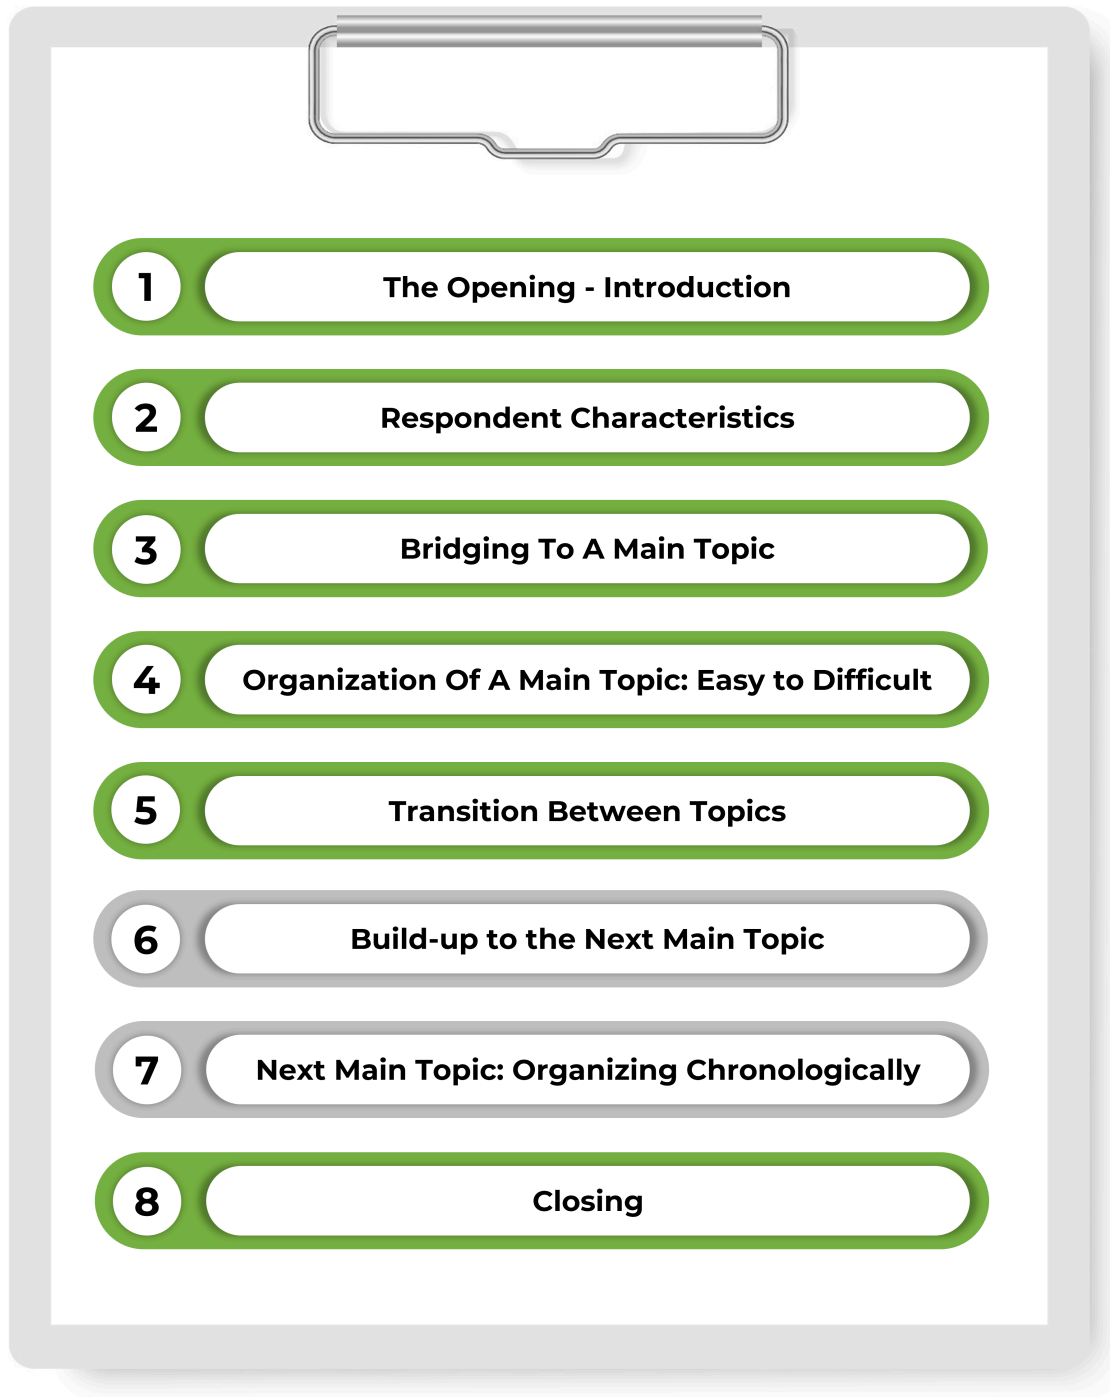 1 The Opening - Introduction
2 Respondent Characteristics
3 Bridging To A Main Topic
4 Organization Of A Main Topic: Easy to Difficult
5 Transition Between Topics
6 Build-up to the Next Main Topic
7 Next Main Topic: Organizing Chronologically
8 Closing